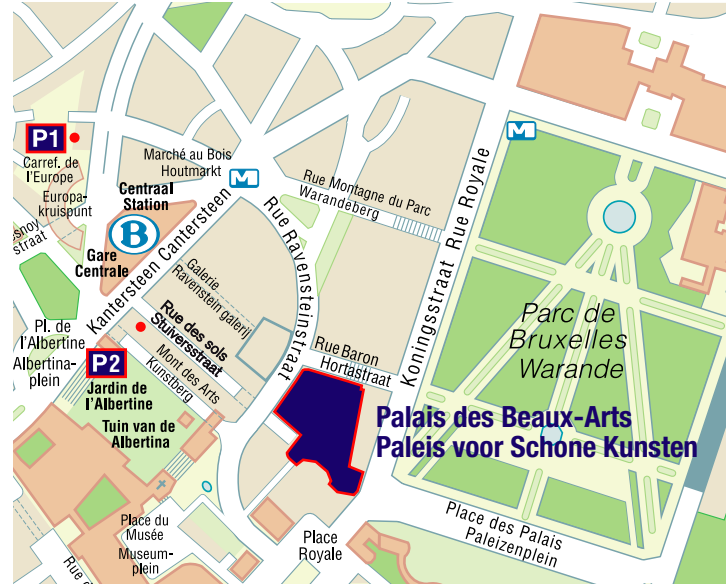 P1
Carref. de
l'Europe
Europa-
kruispunt
snoy
straat
Marché au Bois
Houtmarkt
M
M
Centraal
Station
B
Gare
Centrale
Kantersteen Cantersteen
Rue Ravensteinstraat
Rue Montagne du Parc
Warandeberg
Koningsstraat Rue Royale
Galerie
Ravenstein galerij
Rue des sols
Stuiversstraat
Mont des Arts
Kunstberg
Pl. de
l'Albertine
Albertina-
plein
P2
Jardin de
l'Albertine
Tuin van de
Albertina
Rue Baron
Hortastraat
Parc de
Bruxelles
Warande
Palais des Beaux-Arts
Paleis voor Schone Kunsten
Place des Palais
Paleizenplein
Place du
Musée
Museum-
plein
Place
Royale
Rue d